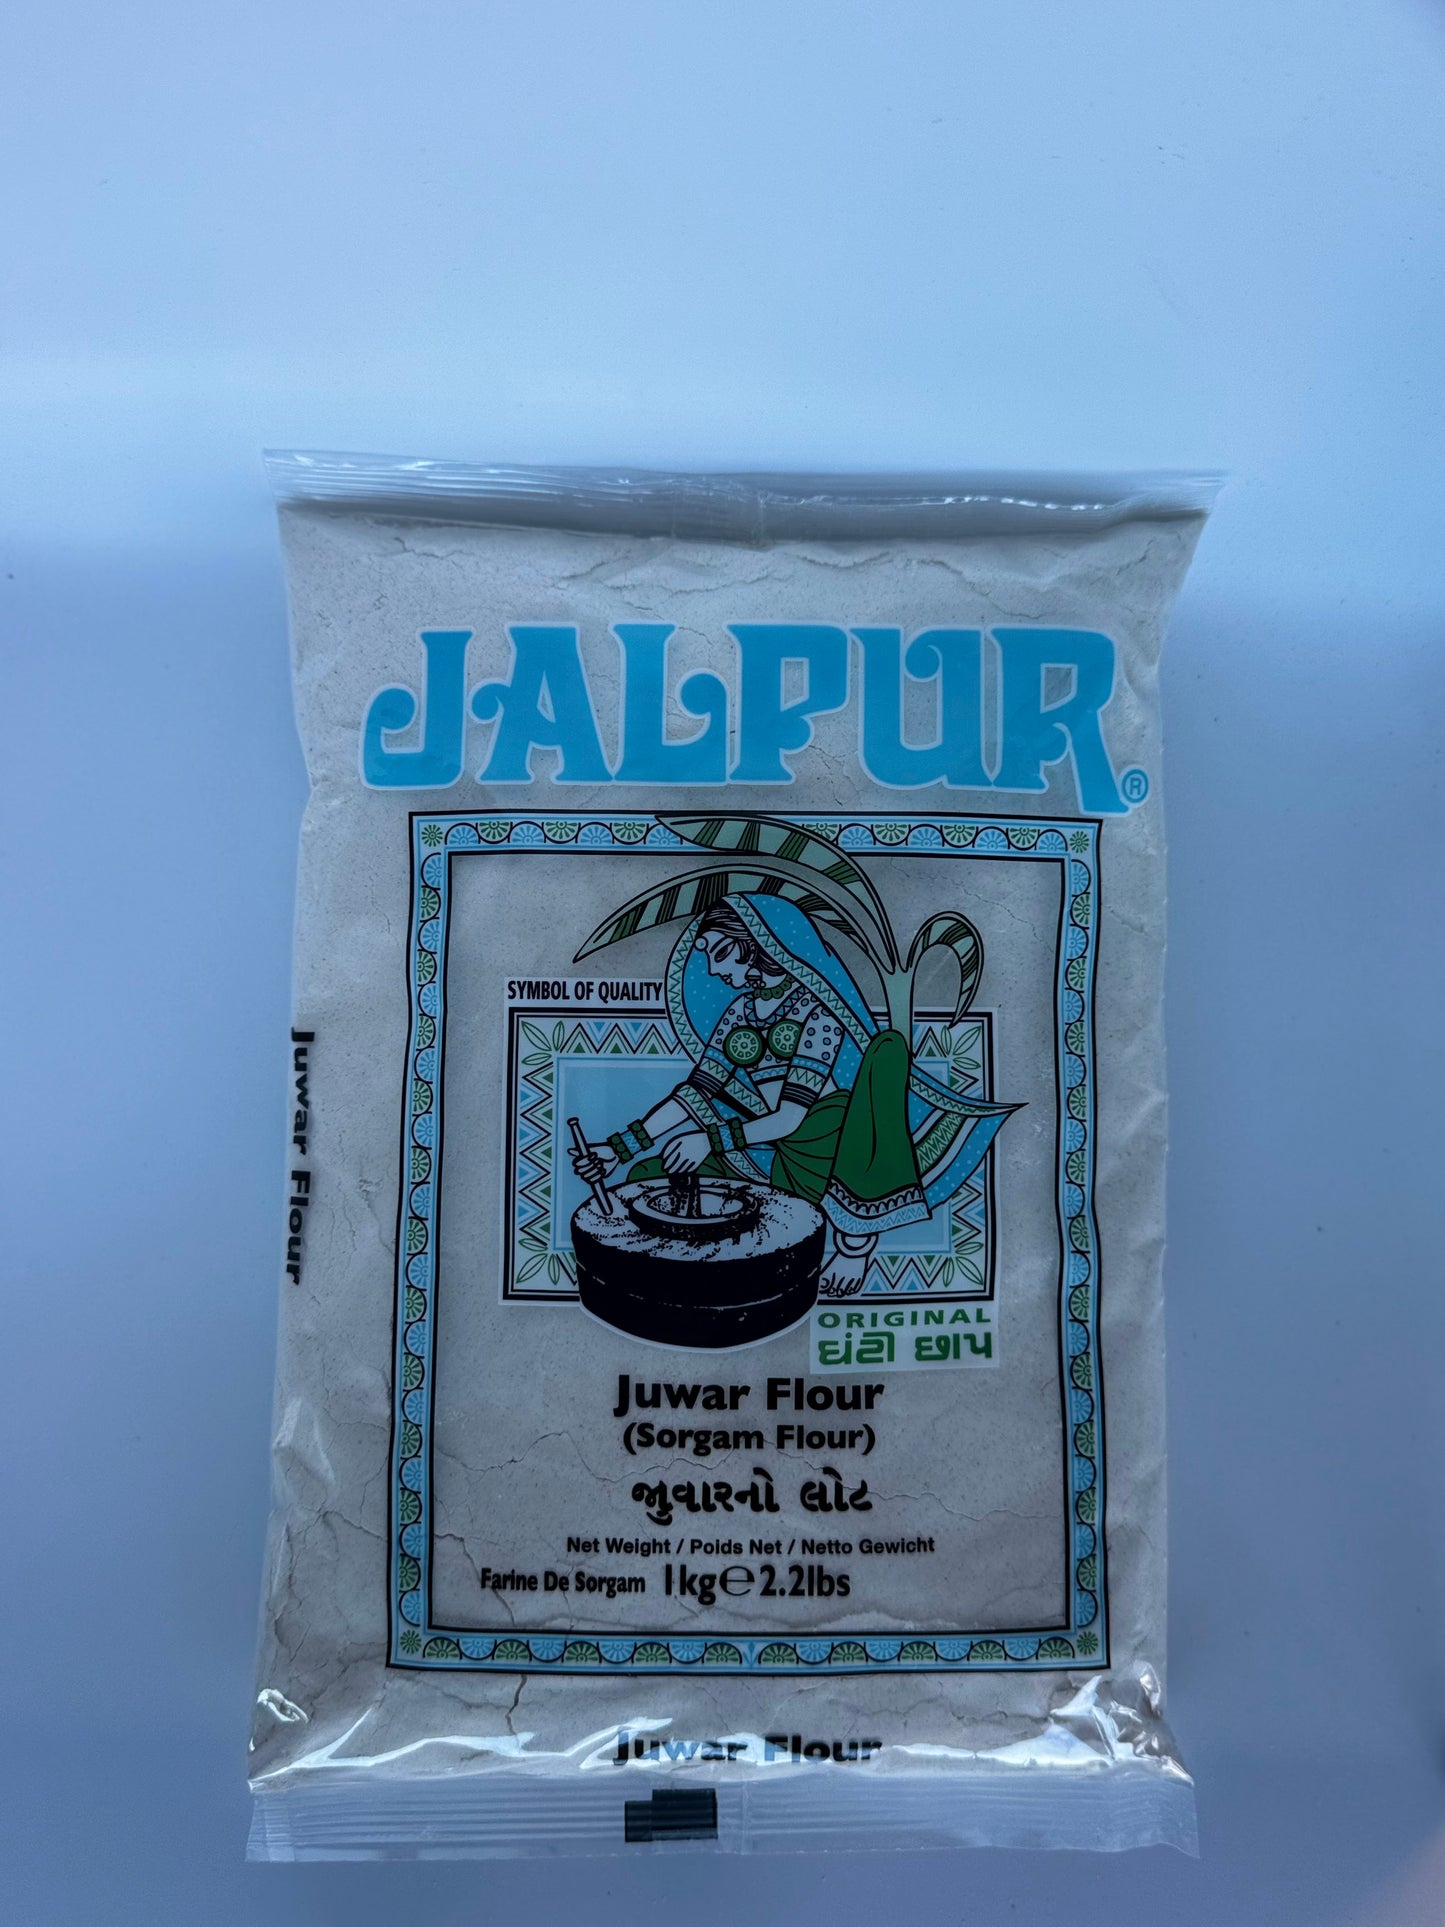 JALPUR®
SYMBOL OF QUALITY
Juwar Flour
ORIGINAL
ઘંટી છાપ
Juwar Flour
(Sorgam Flour)
જુવારનો લોટ
Net Weight / Poids Net / Netto Gewicht
Farine De Sorgam 1kg℮2.2lbs
Juwar Flour